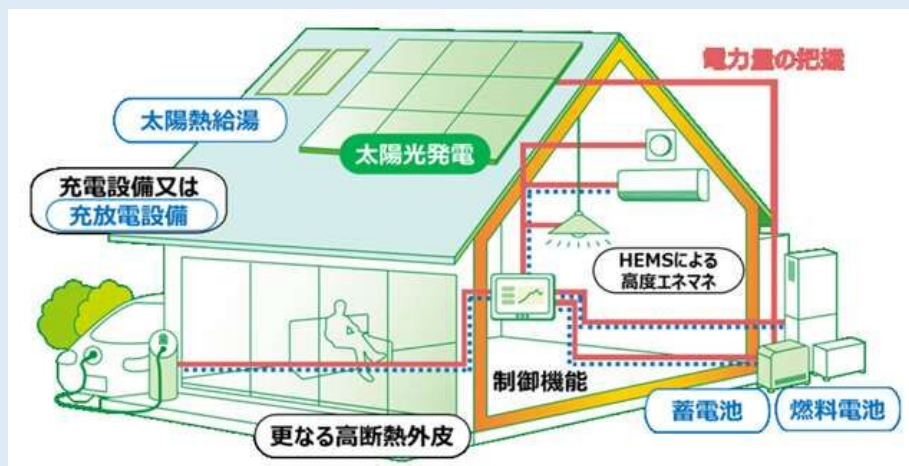 電力量の把握
太陽熱給湯
太陽光発電
充電設備又は
充放電設備
HEMSによる
高度エネマネ
制御機能
蓄電池
燃料電池
更なる高断熱外皮